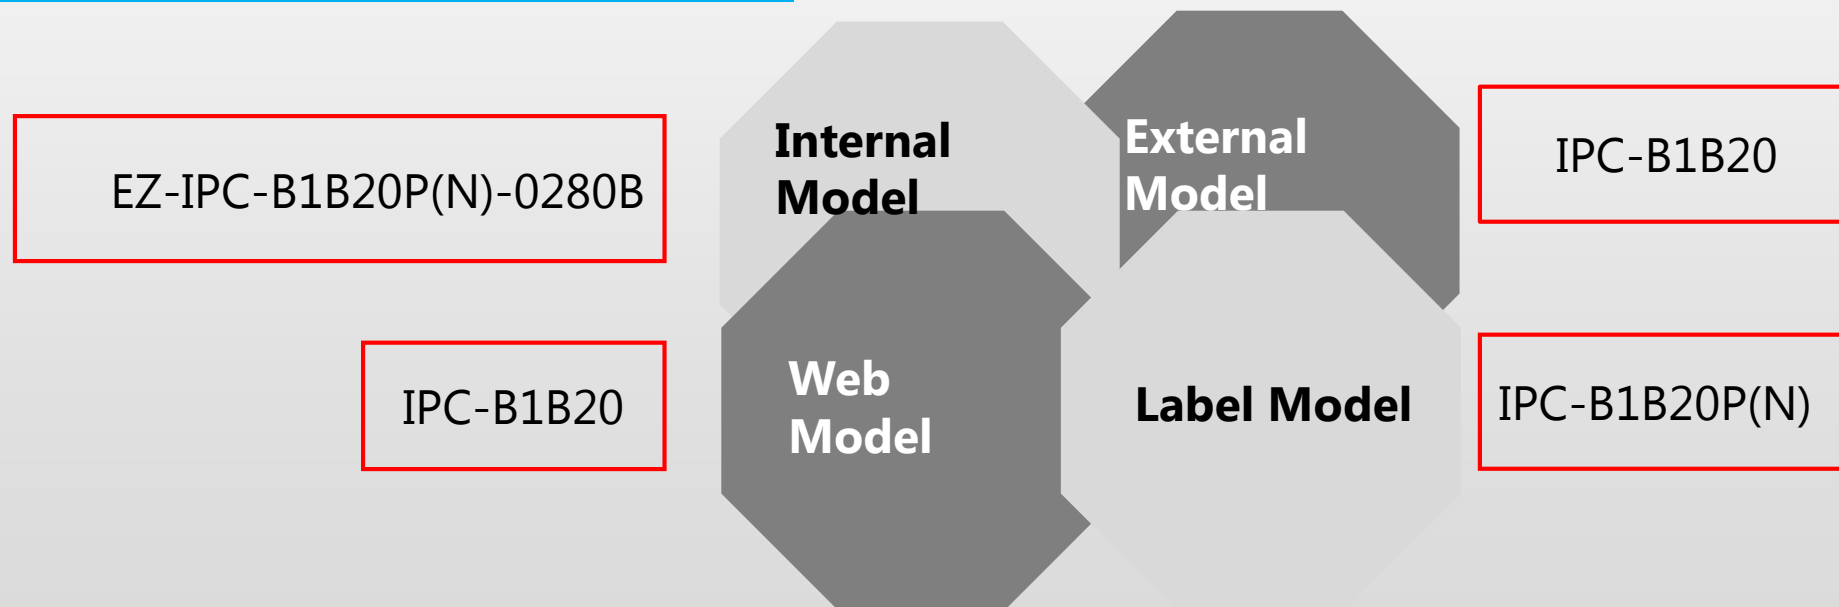 EZ-IPC-B1B20P(N)-0280B
Internal
Model
External
Model
IPC-B1B20
IPC-B1B20
Web
Model
Label Model
IPC-B1B20P(N)